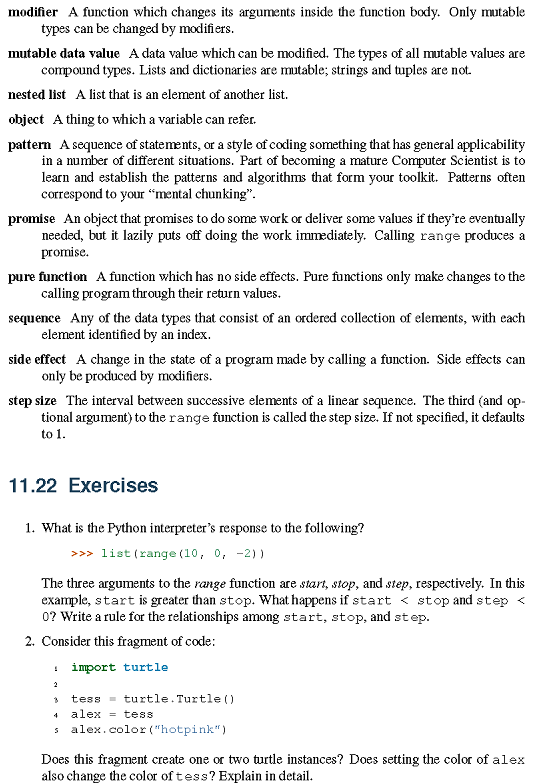 modifier A function which changes its arguments inside the function body. Only mutable
types can be changed by modifiers.
mutable data value A data value which can be modified. The types of all mutable values are
compound types. Lists and dictionaries are mutable; strings and tuples are not.
nested list A list that is an element of another list.
object A thing to which a variable can refer.
pattern A sequence of statements, or a style of coding something that has general applicability
in a number of different situations. Part of becoming a mature Computer Scientist is to
learn and establish the patterns and algorithms that form your toolkit. Patterns often
correspond to your “mental chunking”.
promise An object that promises to do some work or deliver some values if they’re eventually
needed, but it lazily puts off doing the work immediately. Calling range produces a
promise.
pure function A function which has no side effects. Pure functions only make changes to the
calling program through their return values.
sequence Any of the data types that consist of an ordered collection of elements, with each
element identified by an index.
side effect A change in the state of a program made by calling a function. Side effects can
only be produced by modifiers.
step size The interval between successive elements of a linear sequence. The third (and op-
tional argument) to the range function is called the step size. If not specified, it defaults
to 1.
11.22 Exercises
1. What is the Python interpreter’s response to the following?
>>> list(range(10, 0, -2))
The three arguments to the range function are start, stop, and step, respectively. In this
example, start is greater than stop. What happens if start < stop and step <
0? Write a rule for the relationships among start, stop, and step.
2. Consider this fragment of code:
1 import turtle
2
3 tess = turtle.Turtle()
4 alex = tess
5 alex.color("hotpink")
Does this fragment create one or two turtle instances? Does setting the color of alex
also change the color of tess? Explain in detail.